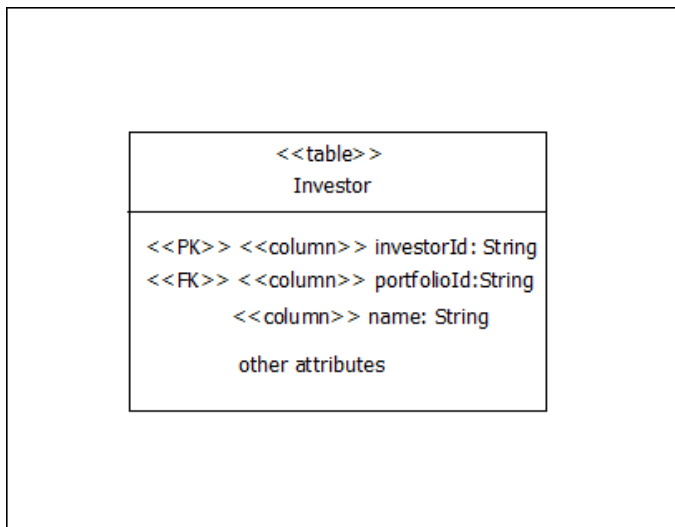 <<table>>
Investor
<<PK>> <<column>> investorId: String
<<FK>> <<column>> portfolioId:String
<<column>> name: String
other attributes